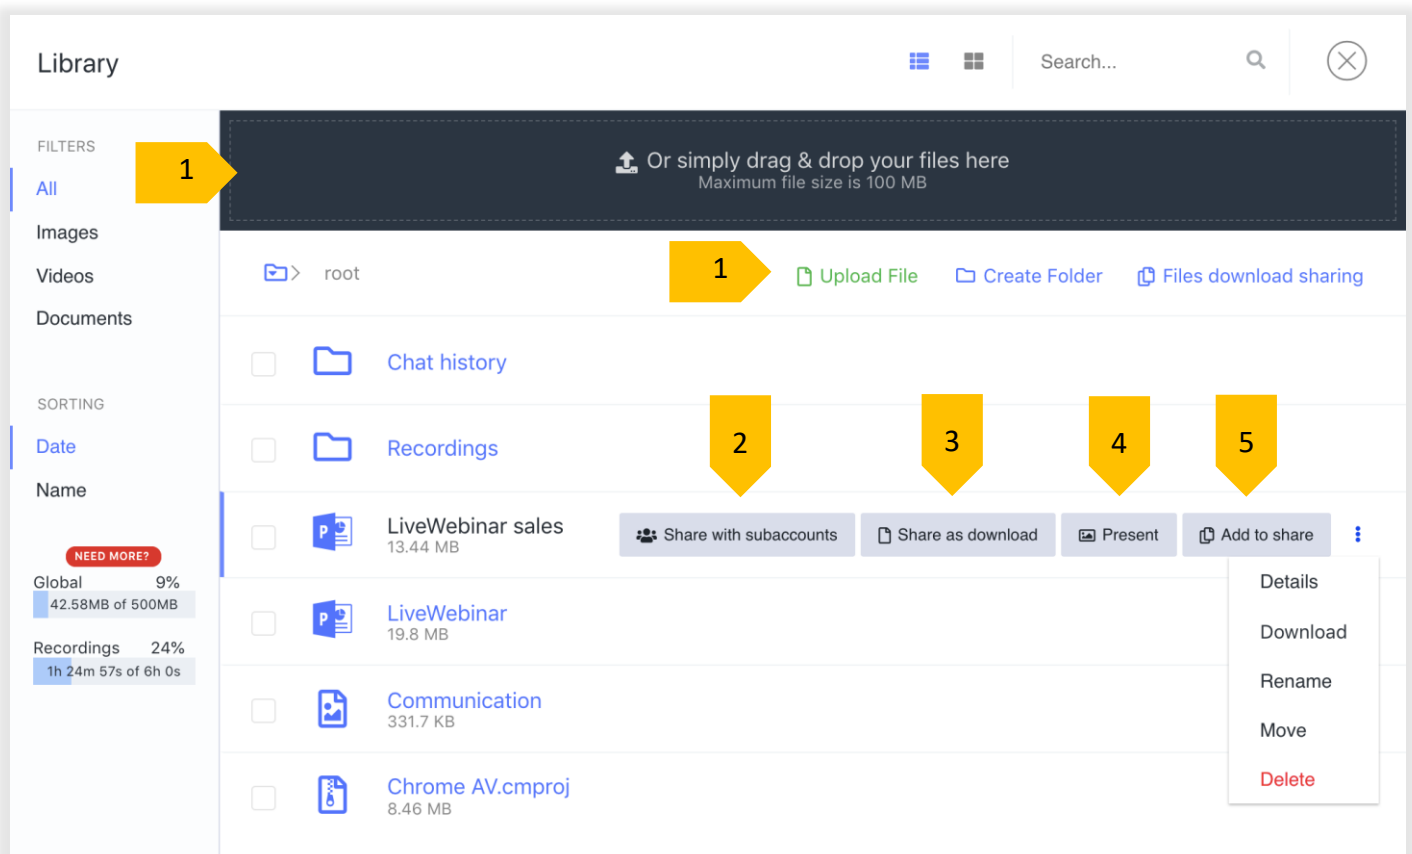 Library
Search...
FILTERS
All
Images
Videos
Documents
SORTING
Date
Name
NEED MORE?
Global 9%
42.58MB of 500MB
Recordings 24%
1h 24m 57s of 6h 0s
1
Or simply drag & drop your files here
Maximum file size is 100 MB
root
1
Upload File
Create Folder
Files download sharing
Chat history
Recordings
2
3
4
5
LiveWebinar sales
13.44 MB
Share with subaccounts
Share as download
Present
Add to share
Details
Download
Rename
Move
Delete
LiveWebinar
19.8 MB
Communication
331.7 KB
Chrome AV.cmproj
8.46 MB